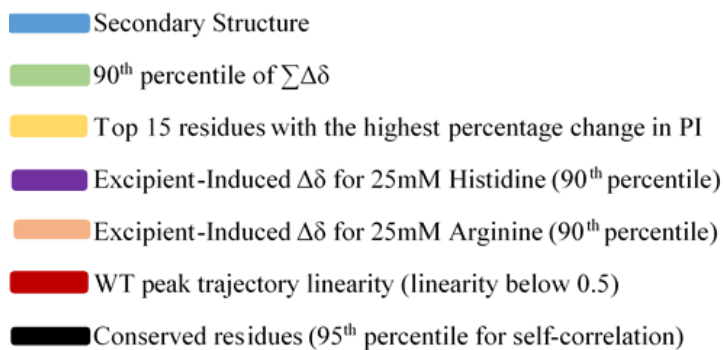 Secondary Structure
90th percentile of ∑Δδ
Top 15 residues with the highest percentage change in PI
Excipient-Induced Δδ for 25mM Histidine (90th percentile)
Excipient-Induced Δδ for 25mM Arginine (90th percentile)
WT peak trajectory linearity (linearity below 0.5)
Conserved residues (95th percentile for self-correlation)